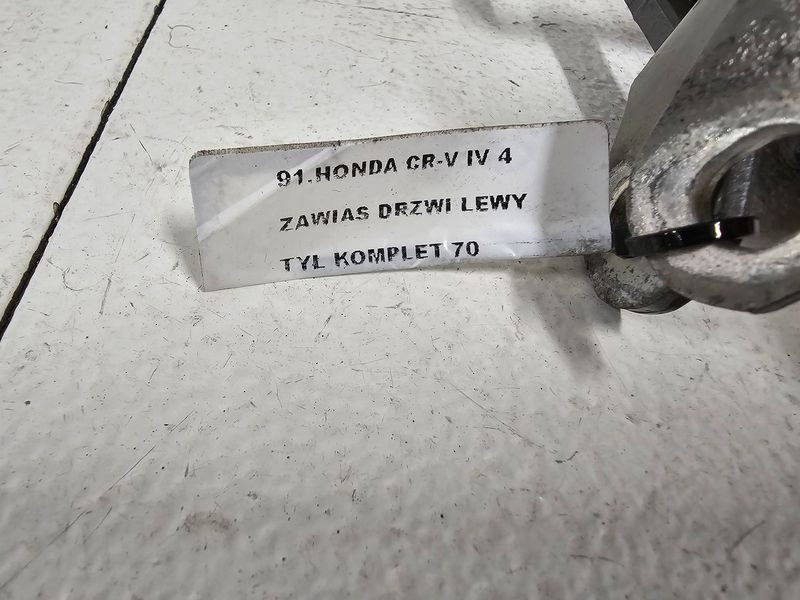 91.HONDA CR-V IV 4
ZAWIAS DRZWI LEWY
TYL KOMPLET 70